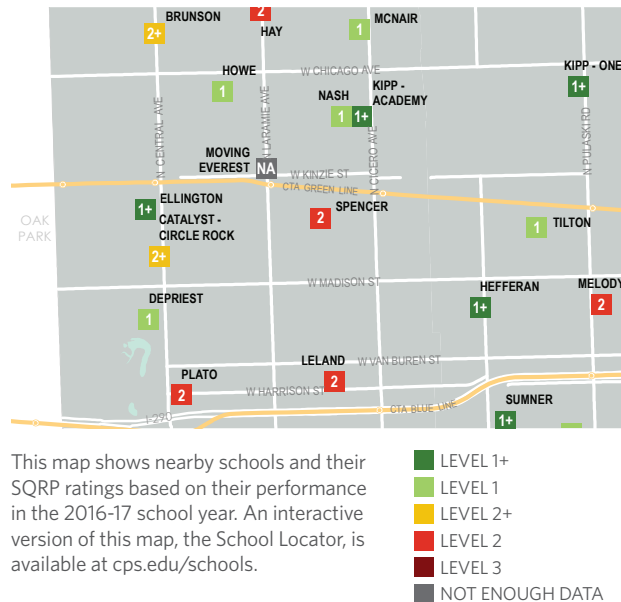 BRUNSON
2+
2
HAY
MCNAIR
1
HOWE
1
W CHICAGO AVE
KIPP - ONE
1+
NASH
KIPP -
ACADEMY
1
1+
N CENTRAL AVE
N LARAMIE AVE
N CICERO AVE
N PULASKI RD
MOVING
EVEREST
NA
W KINZIE ST
CTA GREEN LINE
ELLINGTON
1+
CATALYST -
CIRCLE ROCK
2+
SPENCER
2
OAK
PARK
TILTON
1
W MADISON ST
HEFFERAN
1+
MELODY
2
DEPRIEST
1
W VAN BUREN ST
LELAND
2
PLATO
2
W HARRISON ST
I-290
CTA BLUE LINE
SUMNER
1+
This map shows nearby schools and their
SQRP ratings based on their performance
in the 2016-17 school year. An interactive
version of this map, the School Locator, is
available at cps.edu/schools.
LEVEL 1+
LEVEL 1
LEVEL 2+
LEVEL 2
LEVEL 3
NOT ENOUGH DATA